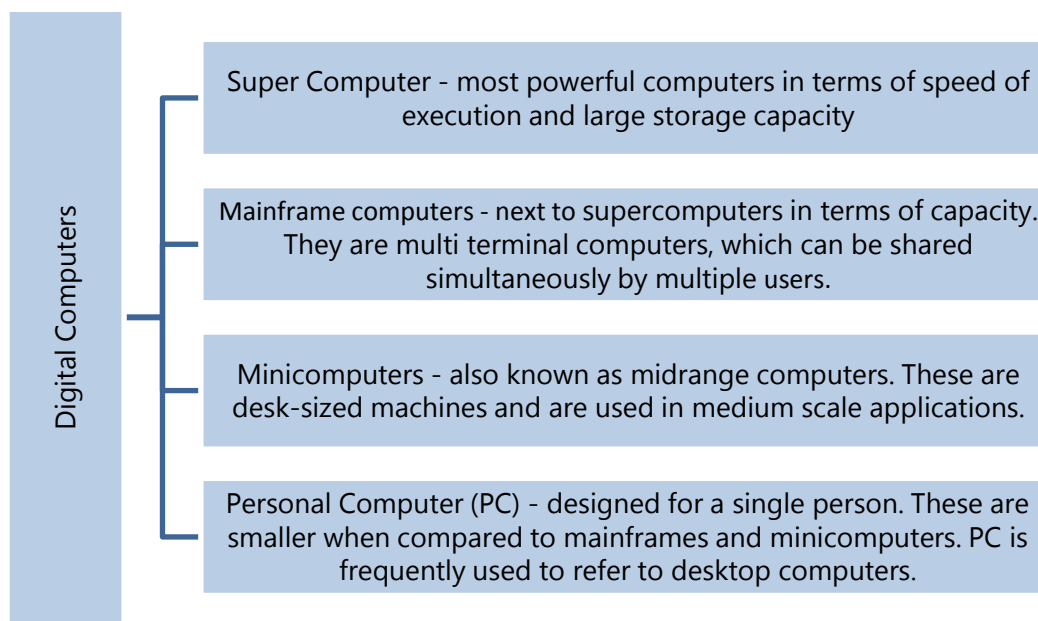 Digital Computers
Super Computer - most powerful computers in terms of speed of
execution and large storage capacity
Mainframe computers - next to supercomputers in terms of capacity.
They are multi terminal computers, which can be shared
simultaneously by multiple users.
Minicomputers - also known as midrange computers. These are
desk-sized machines and are used in medium scale applications.
Personal Computer (PC) - designed for a single person. These are
smaller when compared to mainframes and minicomputers. PC is
frequently used to refer to desktop computers.